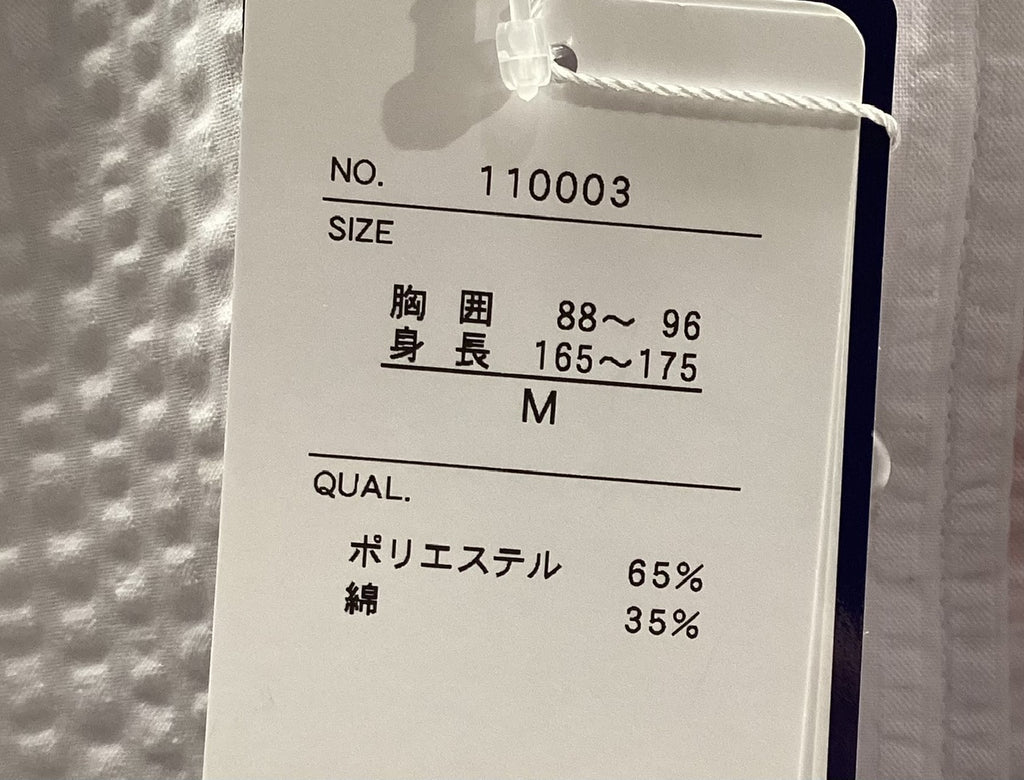 NO. 110003
SIZE
胸囲 88～96
身長 165～175
M
QUAL.
ポリエステル 65%
綿 35%